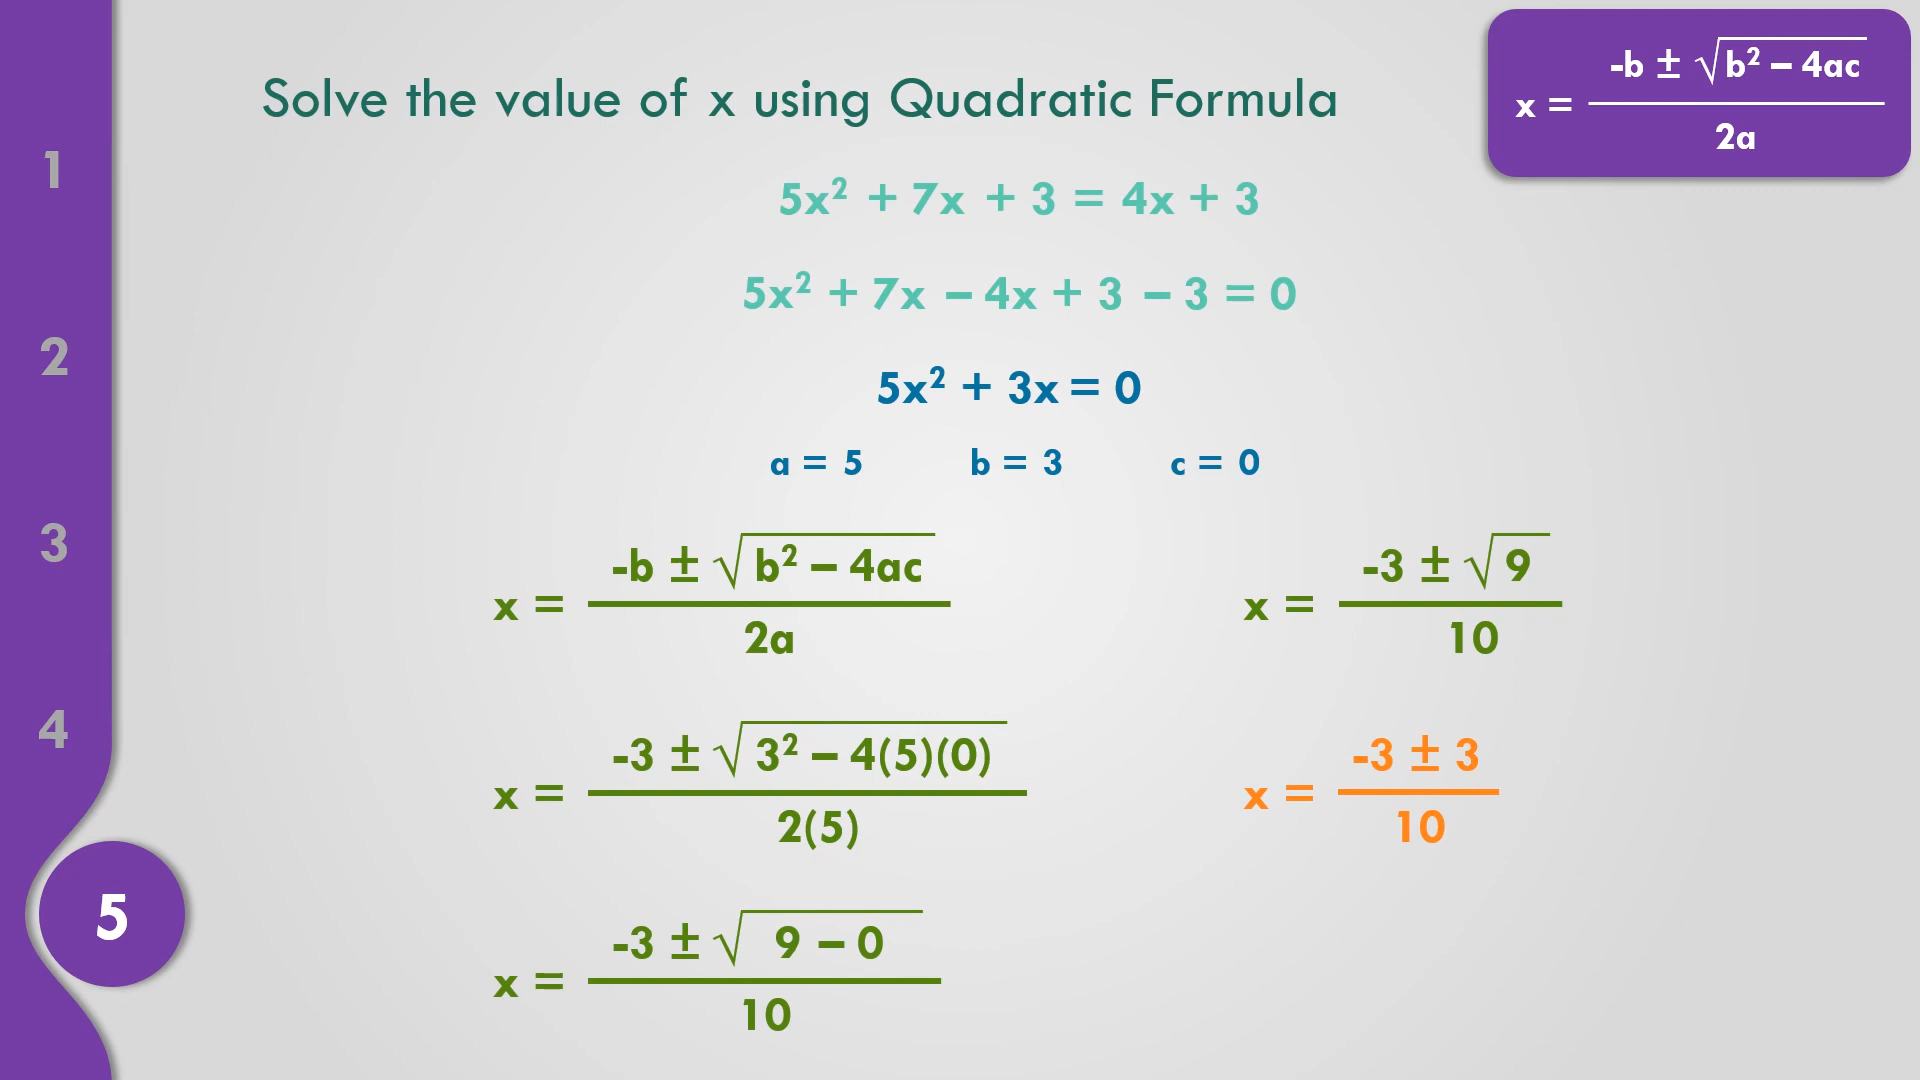 Solve the value of x using Quadratic Formula
x = -b ± √b² – 4ac / 2a
5x² + 7x + 3 = 4x + 3
5x² + 7x – 4x + 3 – 3 = 0
5x² + 3x = 0
a = 5 b = 3 c = 0
x = -b ± √b² – 4ac / 2a
x = -3 ± √3² – 4(5)(0) / 2(5)
x = -3 ± √9 – 0 / 10
x = -3 ± √9 / 10
x = -3 ± 3 / 10
1
2
3
4
5